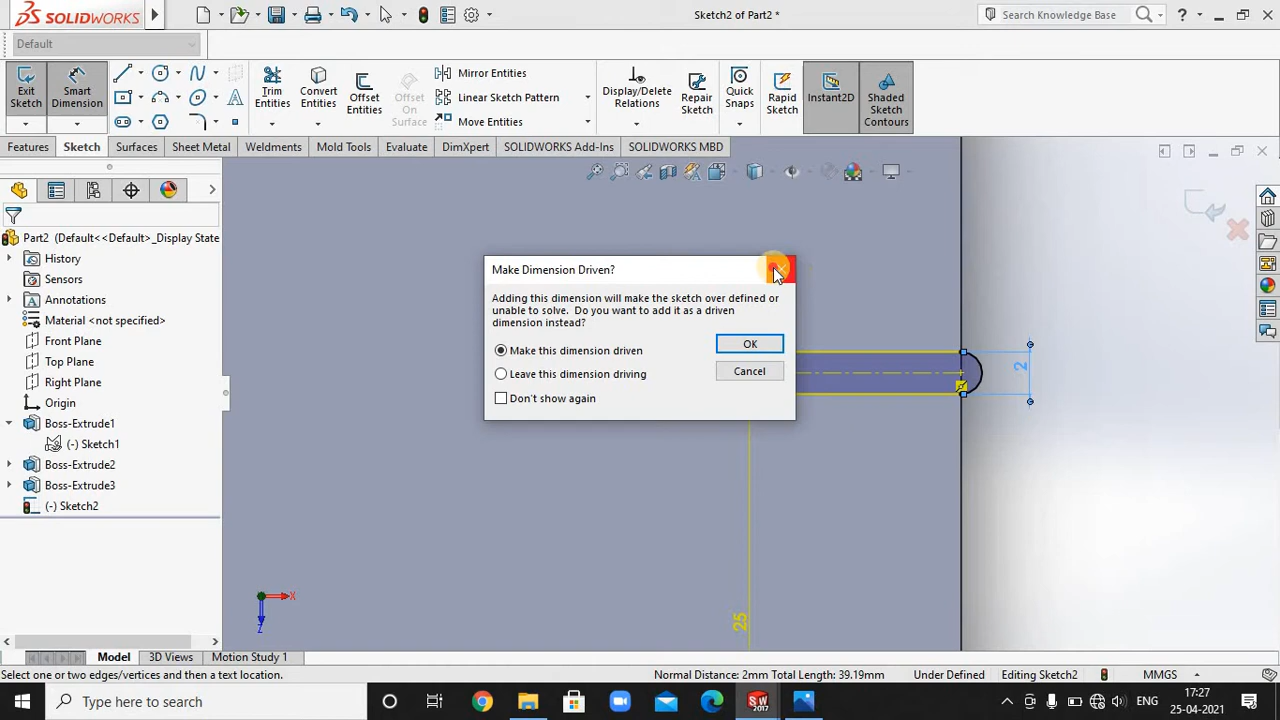 SOLIDWORKS
Sketch2 of Part2 *
Search Knowledge Base
?
Default
Exit Sketch
Smart Dimension
Trim Entities
Convert Entities
Offset Entities
Offset On Surface
Mirror Entities
Linear Sketch Pattern
Move Entities
Display/Delete Relations
Repair Sketch
Quick Snaps
Rapid Sketch
Instant2D
Shaded Sketch Contours
Features
Sketch
Surfaces
Sheet Metal
Weldments
Mold Tools
Evaluate
DimXpert
SOLIDWORKS Add-Ins
SOLIDWORKS MBD
Part2 (Default<<Default>_Display State
History
Sensors
Annotations
Material <not specified>
Front Plane
Top Plane
Right Plane
Origin
Boss-Extrude1
(-) Sketch1
Boss-Extrude2
Boss-Extrude3
(-) Sketch2
Make Dimension Driven?
Adding this dimension will make the sketch over defined or
unable to solve. Do you want to add it as a driven
dimension instead?
Make this dimension driven
Leave this dimension driving
Don't show again
OK
Cancel
2
25
X
Z
Model
3D Views
Motion Study 1
Select one or two edges/vertices and then a text location.
Normal Distance: 2mm Total Length: 39.19mm
Under Defined
Editing Sketch2
MMGS
Type here to search
SW
2017
ENG
17:27
25-04-2021